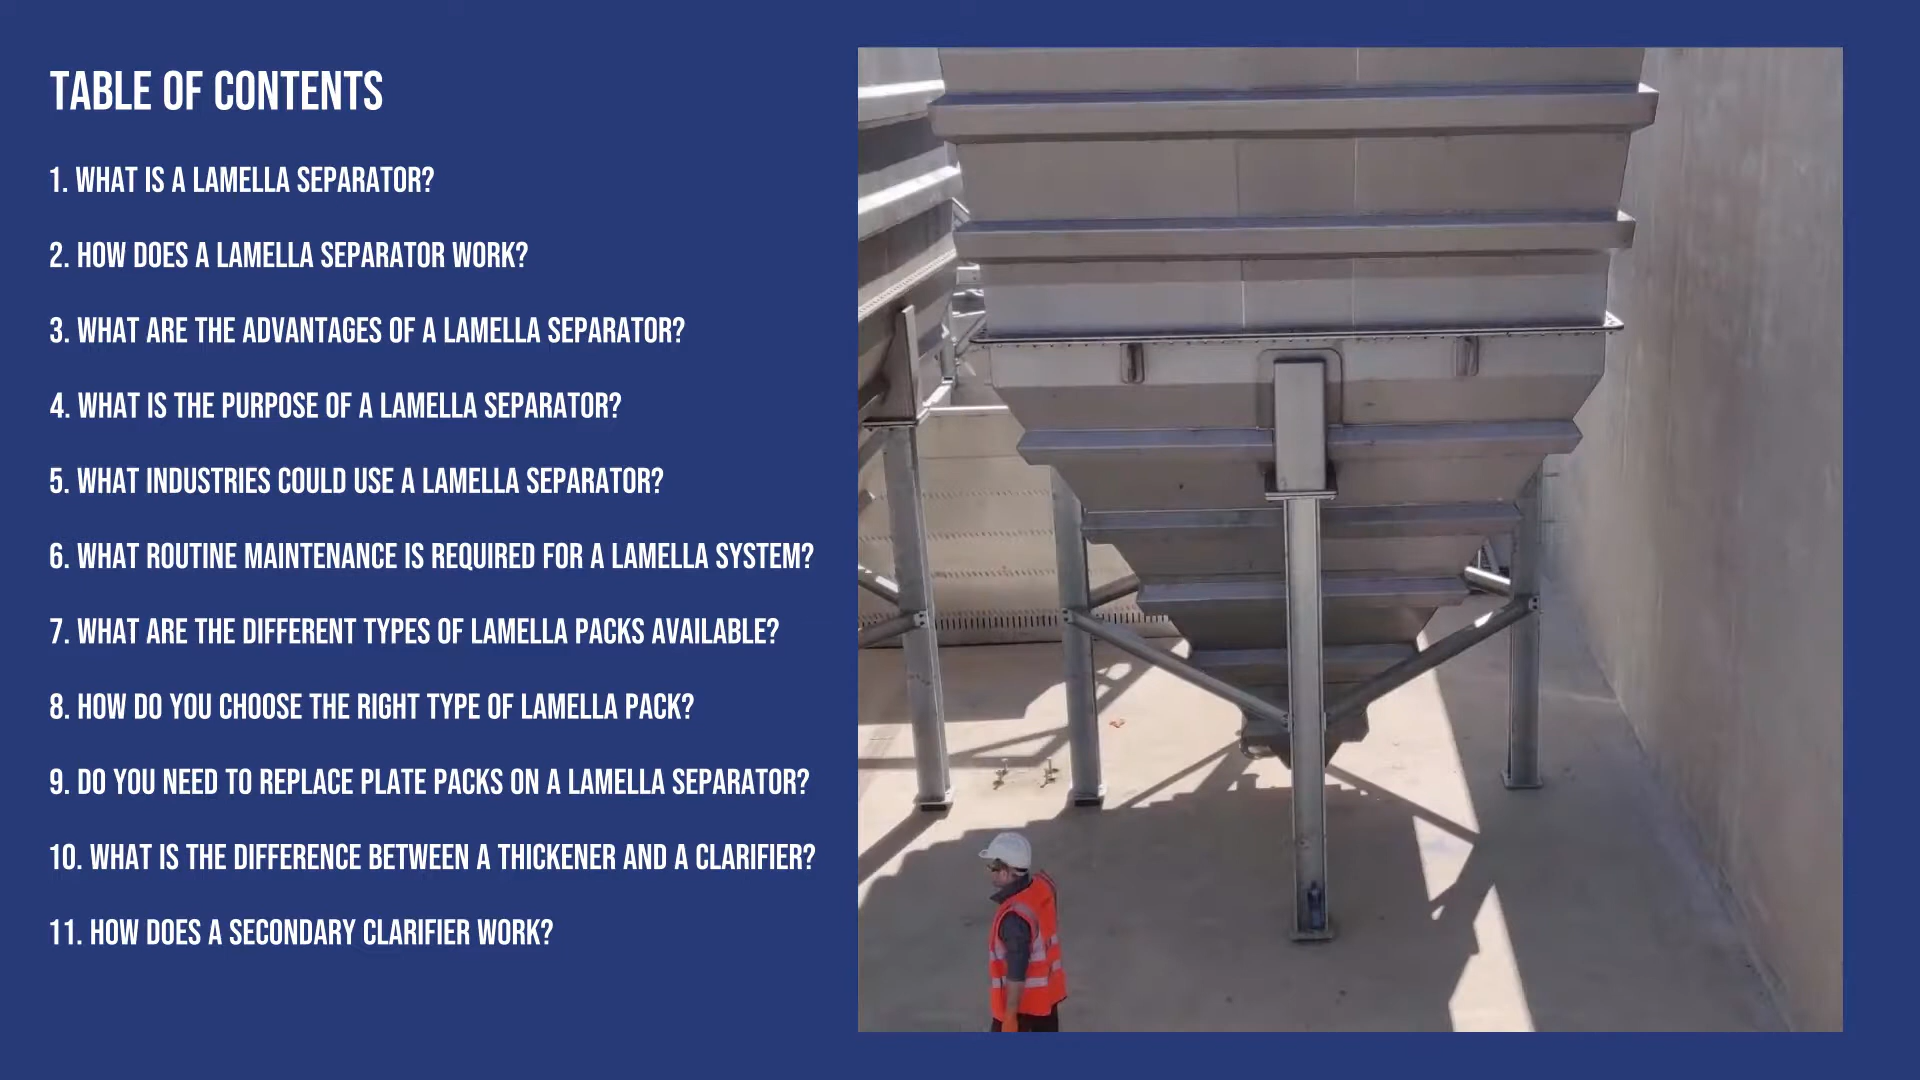 TABLE OF CONTENTS
1. WHAT IS A LAMELLA SEPARATOR?
2. HOW DOES A LAMELLA SEPARATOR WORK?
3. WHAT ARE THE ADVANTAGES OF A LAMELLA SEPARATOR?
4. WHAT IS THE PURPOSE OF A LAMELLA SEPARATOR?
5. WHAT INDUSTRIES COULD USE A LAMELLA SEPARATOR?
6. WHAT ROUTINE MAINTENANCE IS REQUIRED FOR A LAMELLA SYSTEM?
7. WHAT ARE THE DIFFERENT TYPES OF LAMELLA PACKS AVAILABLE?
8. HOW DO YOU CHOOSE THE RIGHT TYPE OF LAMELLA PACK?
9. DO YOU NEED TO REPLACE PLATE PACKS ON A LAMELLA SEPARATOR?
10. WHAT IS THE DIFFERENCE BETWEEN A THICKENER AND A CLARIFIER?
11. HOW DOES A SECONDARY CLARIFIER WORK?